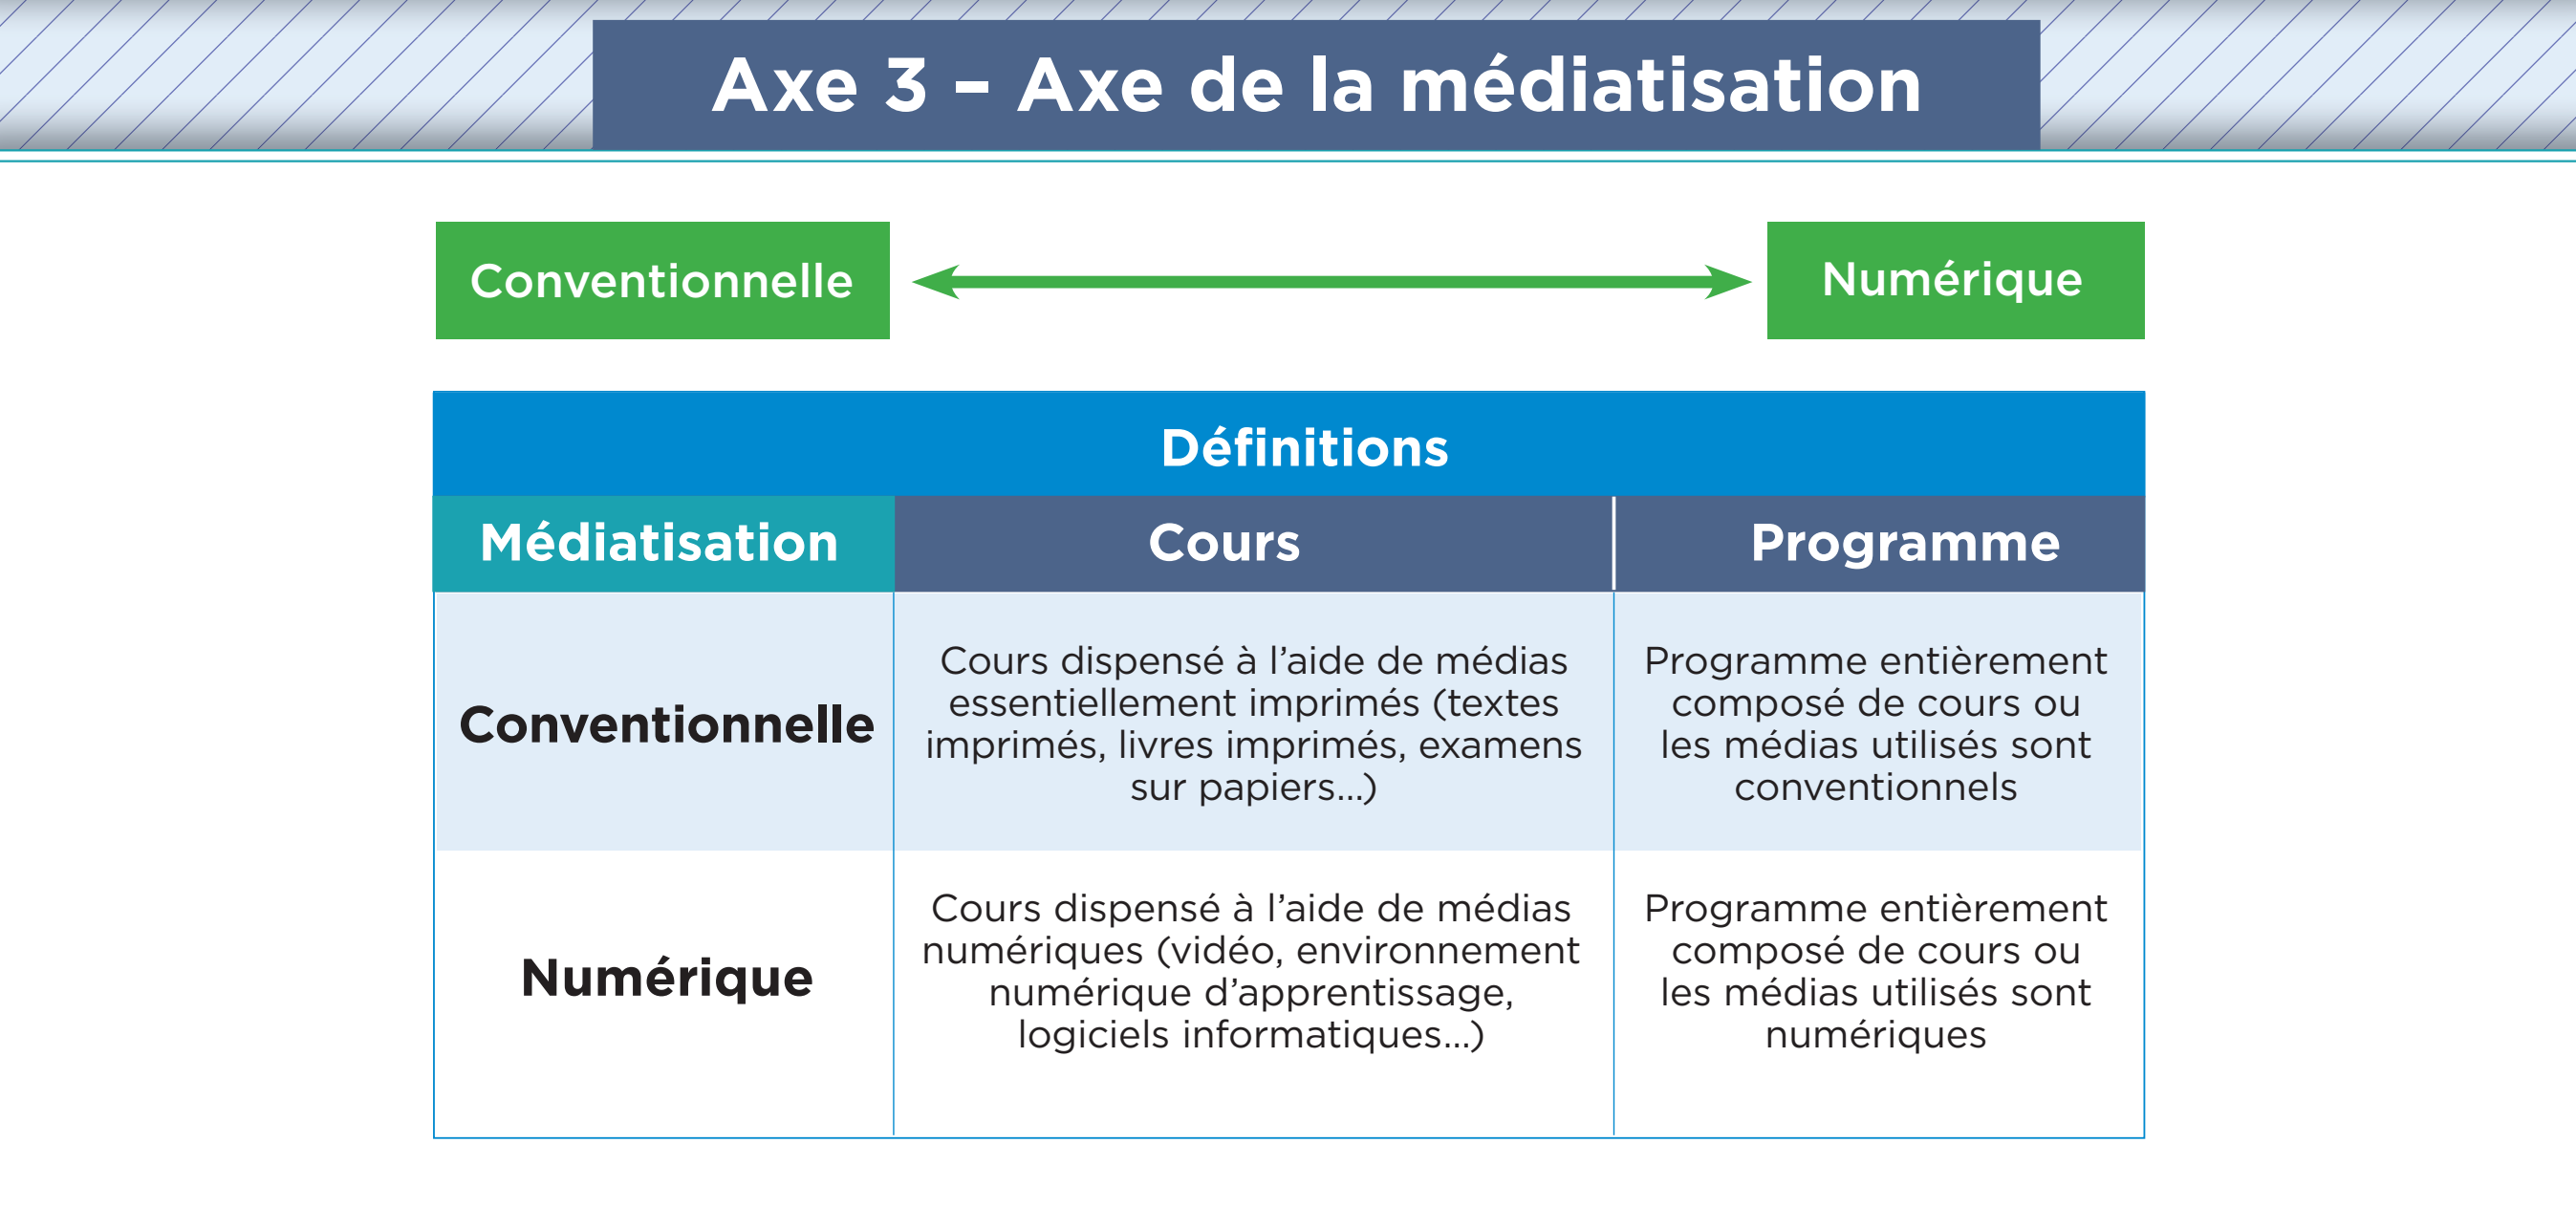 Axe 3 – Axe de la médiatisation
Conventionnelle
Numérique
Définitions
Médiatisation
Cours
Programme
Conventionnelle
Cours dispensé à l’aide de médias
essentiellement imprimés (textes
imprimés, livres imprimés, examens
sur papiers...)
Programme entièrement
composé de cours ou
les médias utilisés sont
conventionnels
Numérique
Cours dispensé à l’aide de médias
numériques (vidéo, environnement
numérique d’apprentissage,
logiciels informatiques...)
Programme entièrement
composé de cours ou
les médias utilisés sont
numériques